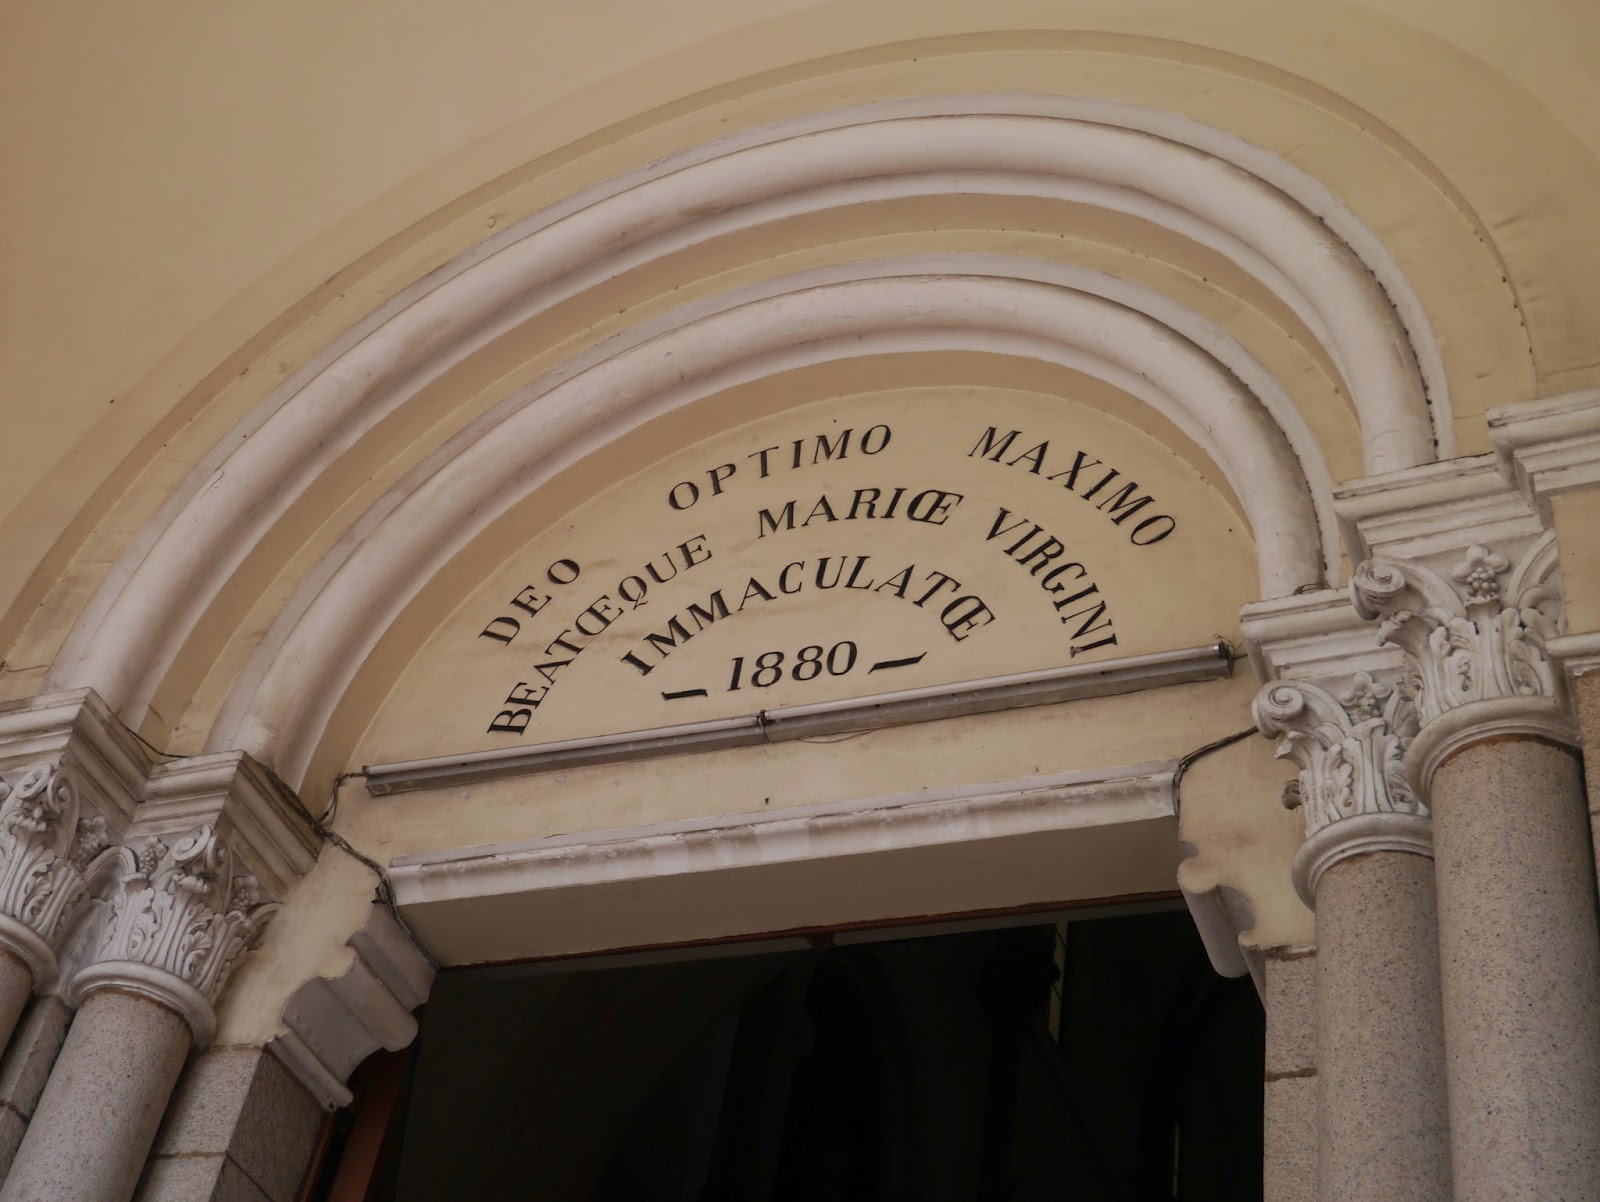 DEO OPTIMO MAXIMO
BEATŒQUE MARIŒ VIRGINI
IMMACULATŒ
— 1880 —